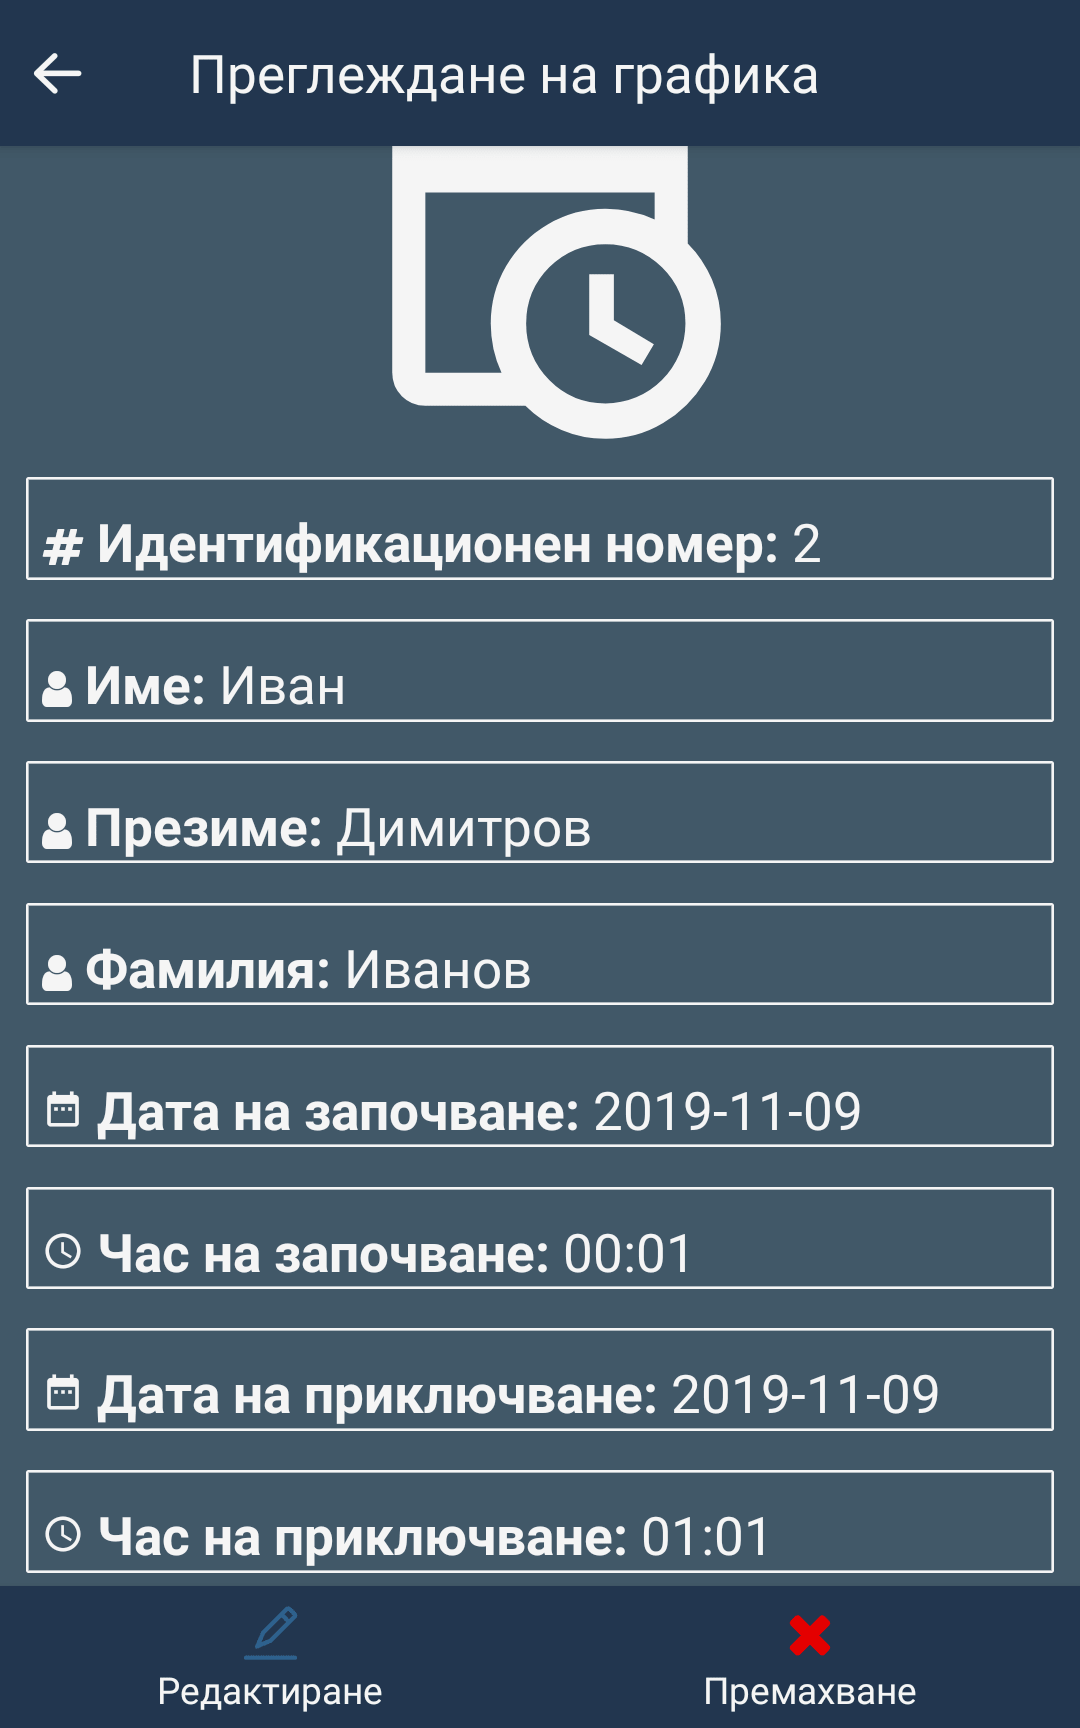 Преглеждане на графика
# Идентификационен номер: 2
Име: Иван
Презиме: Димитров
Фамилия: Иванов
Дата на започване: 2019-11-09
Час на започване: 00:01
Дата на приключване: 2019-11-09
Час на приключване: 01:01
Редактиране
Премахване